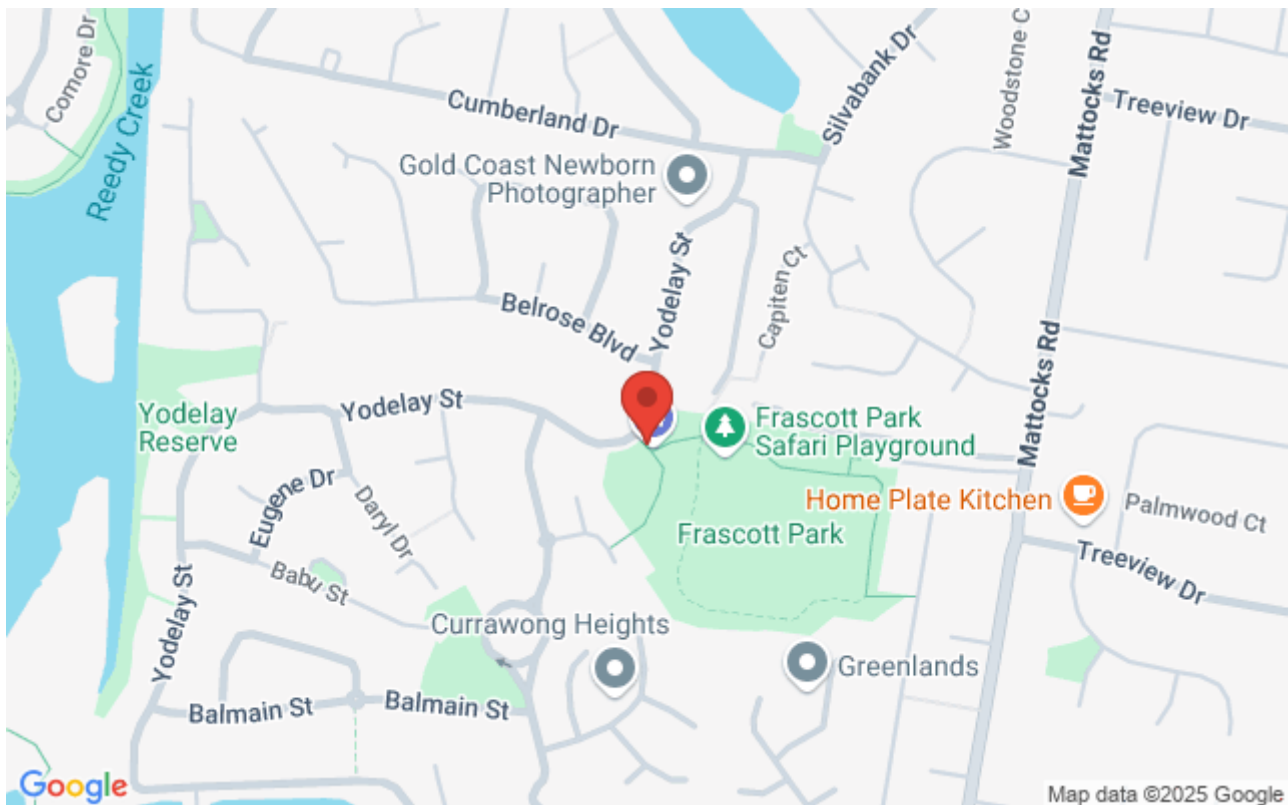 Comore Dr
Reedy Creek
Cumberland Dr
Silvabank Dr
Woodstone C
Mattocks Rd
Treeview Dr
Gold Coast Newborn
Photographer
Yodelay St
Capiten Ct
Belrose Blvd
Mattocks Rd
Yodelay St
Yodelay
Reserve
Frascott Park
Safari Playground
Home Plate Kitchen
Palmwood Ct
Eugene Dr
Daryl Dr
Frascott Park
Treeview Dr
Babu St
Yodelay St
Currawong Heights
Greenlands
Balmain St
Balmain St
Google
Map data ©2025 Google